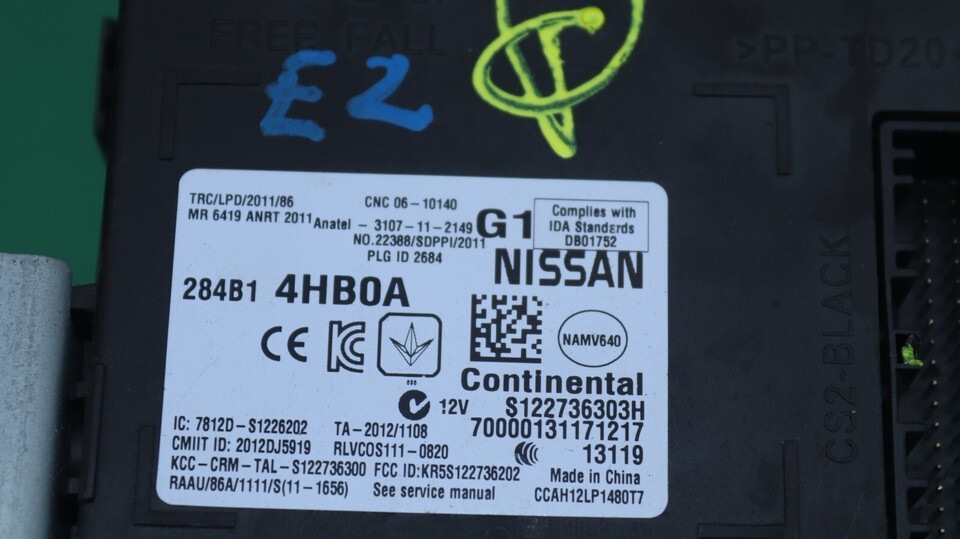 FREE FALL
>PP-TD20
E2
TRC/LPD/2011/86
MR 6419 ANRT 2011
CNC 06-10140
Anatel - 3107-11-2149
NO.22388/SDPPI/2011
PLG ID 2684
G1
Complies with
IDA Standards
DB01752
NISSAN
284B1 4HB0A
CE
NAMV640
Continental
12V S122736303H
70000131171217
13119
IC: 7812D-S1226202 TA-2012/1108
CMIIT ID: 2012DJ5919 RLVCOS111-0820
KCC-CRM-TAL-S122736300 FCC ID:KR5S122736202
Made in China
RAAU/86A/1111/S(11-1656) See service manual CCAH12LP1480T7
CS2-BLACK